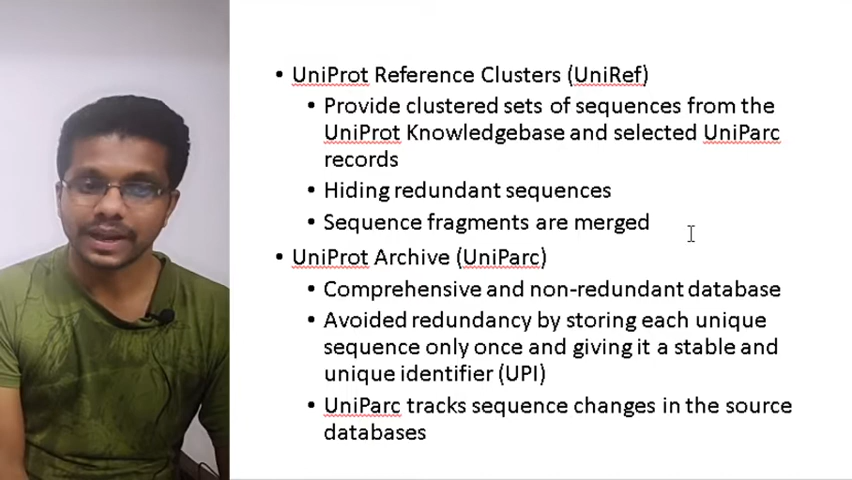 • UniProt Reference Clusters (UniRef)
• Provide clustered sets of sequences from the
UniProt Knowledgebase and selected UniParc
records
• Hiding redundant sequences
• Sequence fragments are merged
• UniProt Archive (UniParc)
• Comprehensive and non-redundant database
• Avoided redundancy by storing each unique
sequence only once and giving it a stable and
unique identifier (UPI)
• UniParc tracks sequence changes in the source
databases